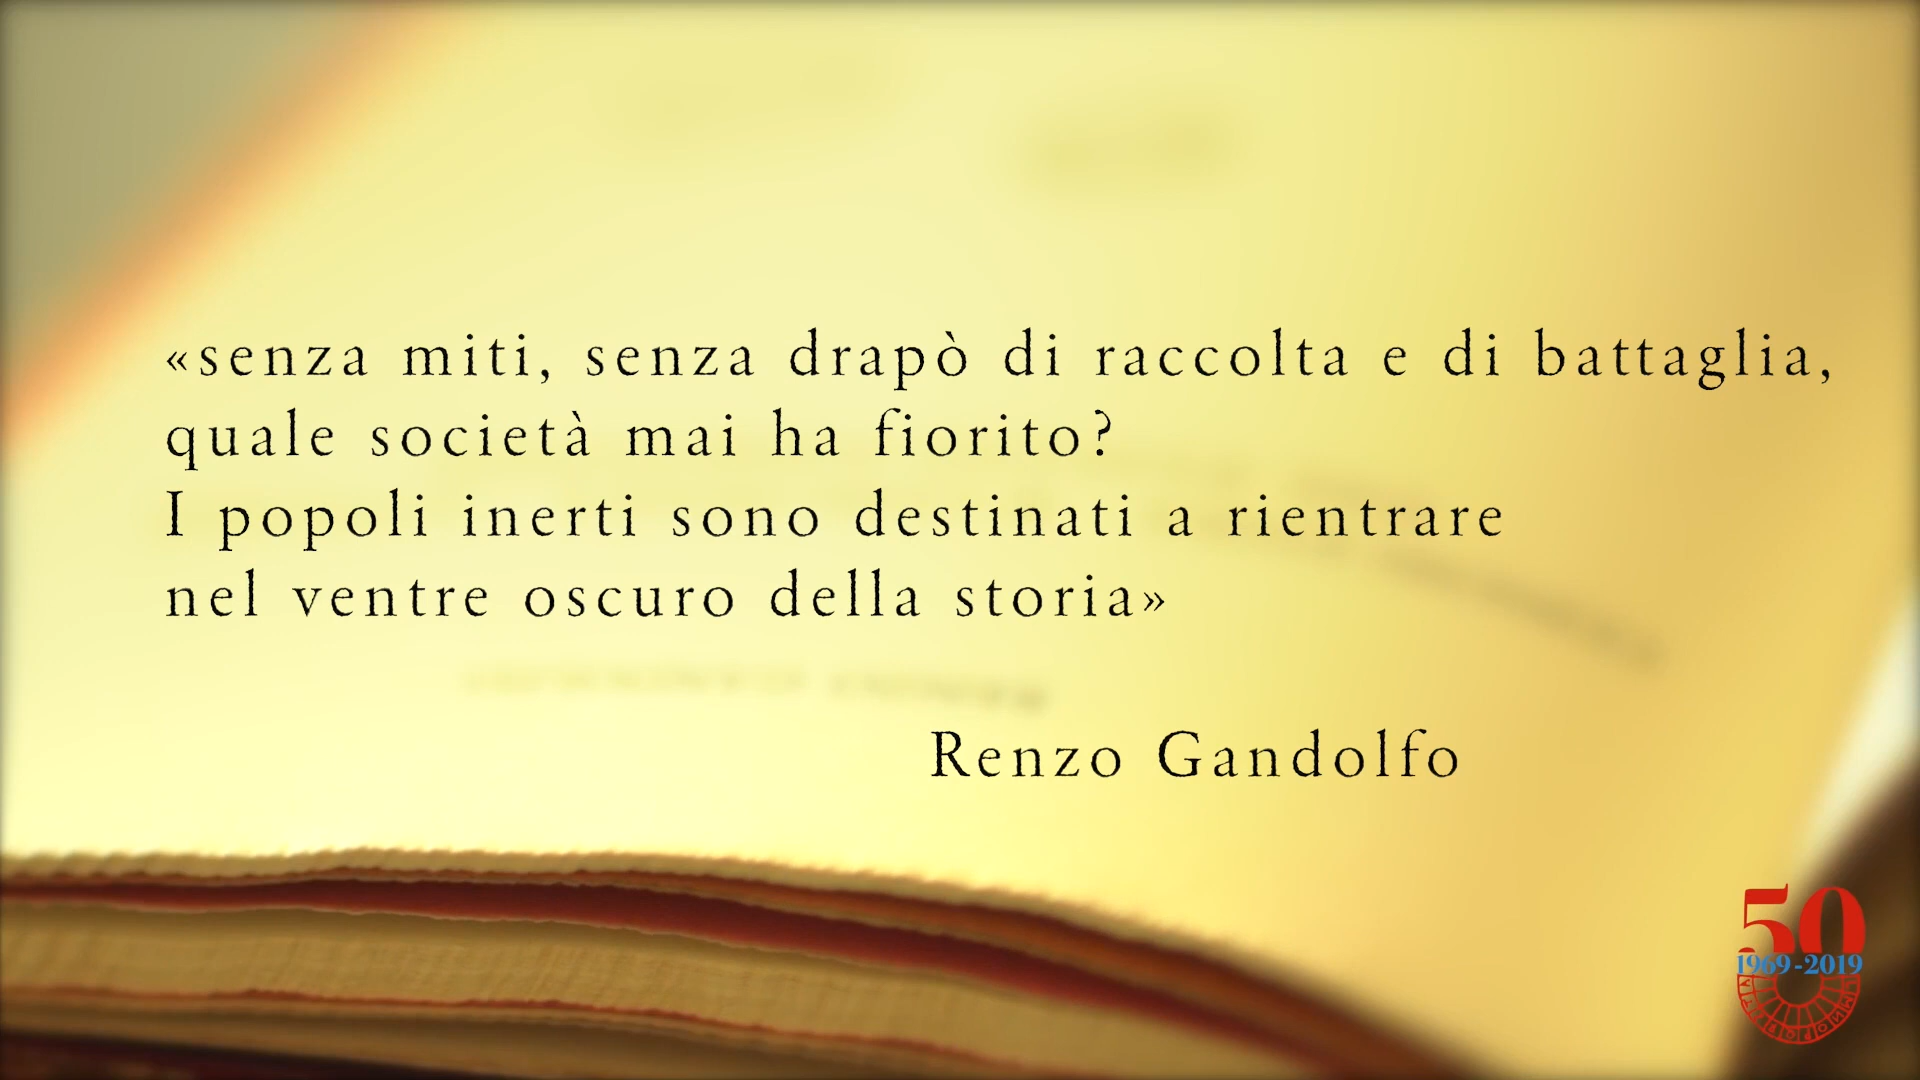 «senza miti, senza drapò di raccolta e di battaglia,
quale società mai ha fiorito?
I popoli inerti sono destinati a rientrare
nel ventre oscuro della storia»
Renzo Gandolfo
50
1969-2019